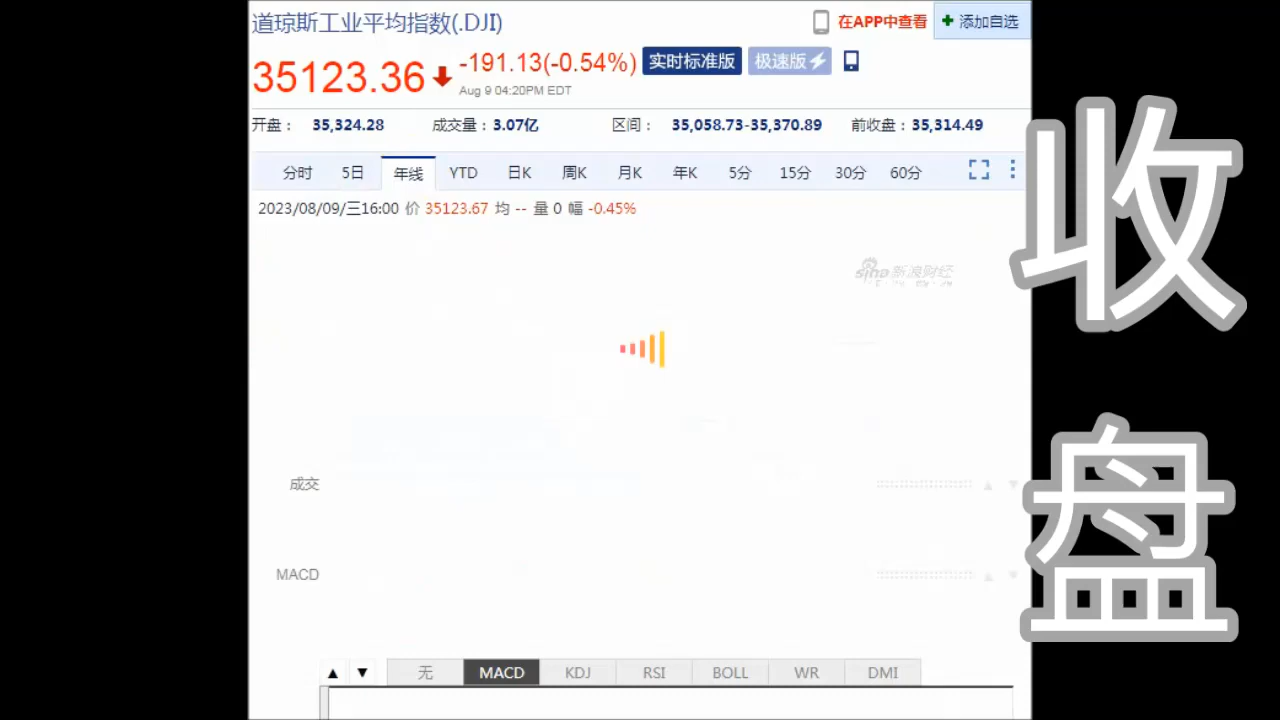 道琼斯工业平均指数(.DJI)
在APP中查看
添加自选
35123.36
-191.13(-0.54%)
实时标准版
极速版
Aug 9 04:20PM EDT
开盘： 35,324.28
成交量：3.07亿
区间： 35,058.73-35,370.89
前收盘：35,314.49
分时 5日 年线 YTD 日K 周K 月K 年K 5分 15分 30分 60分
2023/08/09/三16:00 价 35123.67 均 -- 量 0 幅 -0.45%
sina 新浪财经
成交
MACD
无 MACD KDJ RSI BOLL WR DMI
收
盘